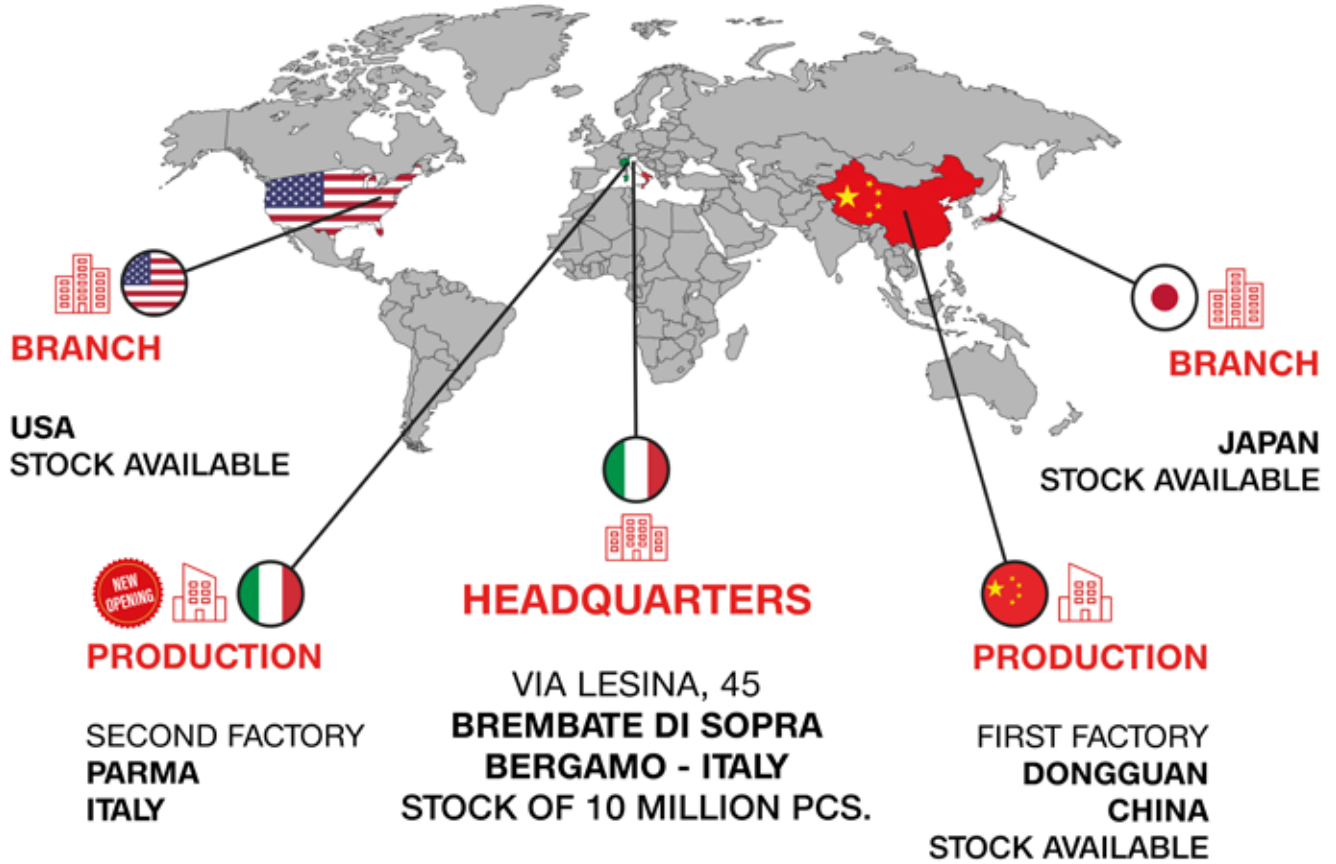 BRANCH
USA
STOCK AVAILABLE
BRANCH
JAPAN
STOCK AVAILABLE
NEW
OPENING
PRODUCTION
SECOND FACTORY
PARMA
ITALY
HEADQUARTERS
VIA LESINA, 45
BREMBATE DI SOPRA
BERGAMO - ITALY
STOCK OF 10 MILLION PCS.
PRODUCTION
FIRST FACTORY
DONGGUAN
CHINA
STOCK AVAILABLE